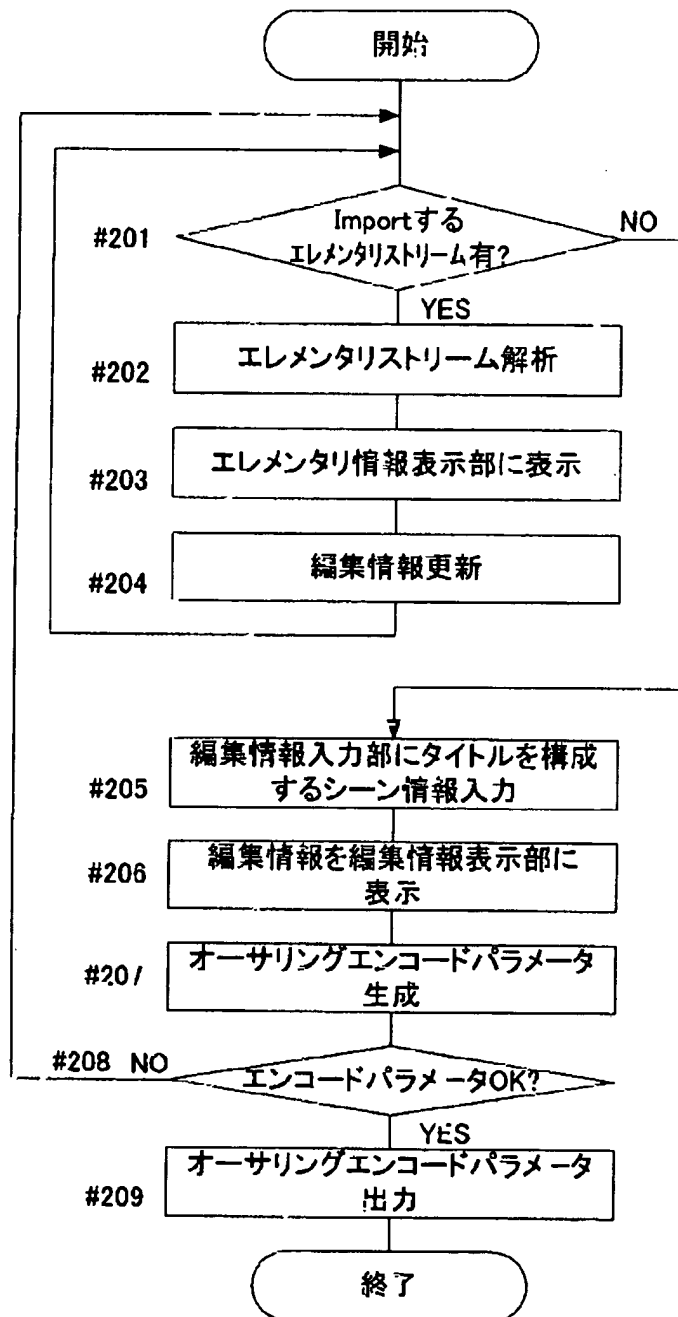 開始
#201
Importする
エレメンタリストリーム有?
NO
YES
#202
エレメンタリストリーム解析
#203
エレメンタリ情報表示部に表示
#204
編集情報更新
#205
編集情報入力部にタイトルを構成
するシーン情報入力
#206
編集情報を編集情報表示部に
表示
#207
オーサリングエンコードパラメータ
生成
#208 NO
エンコードパラメータOK?
YES
#209
オーサリングエンコードパラメータ
出力
終了